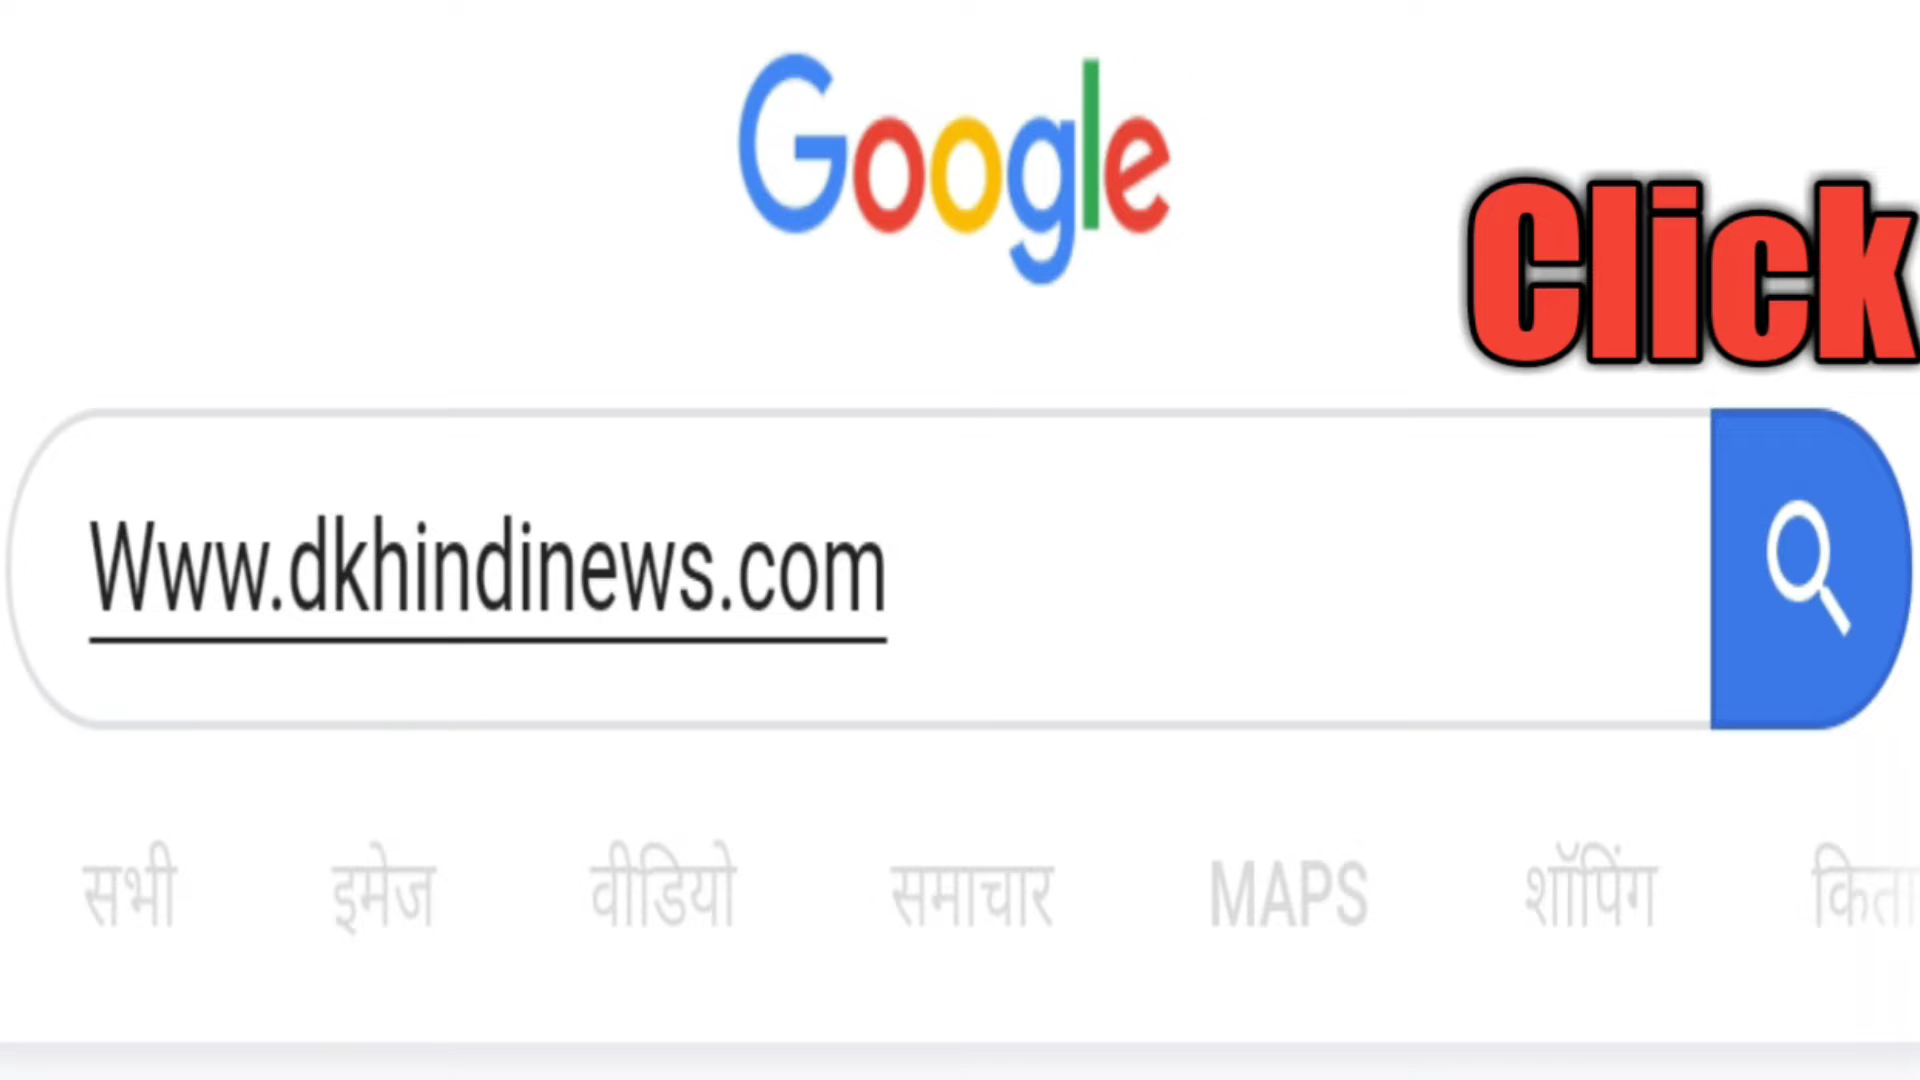 Google
Click
Www.dkhindinews.com
सभी इमेज वीडियो समाचार MAPS शॉपिंग